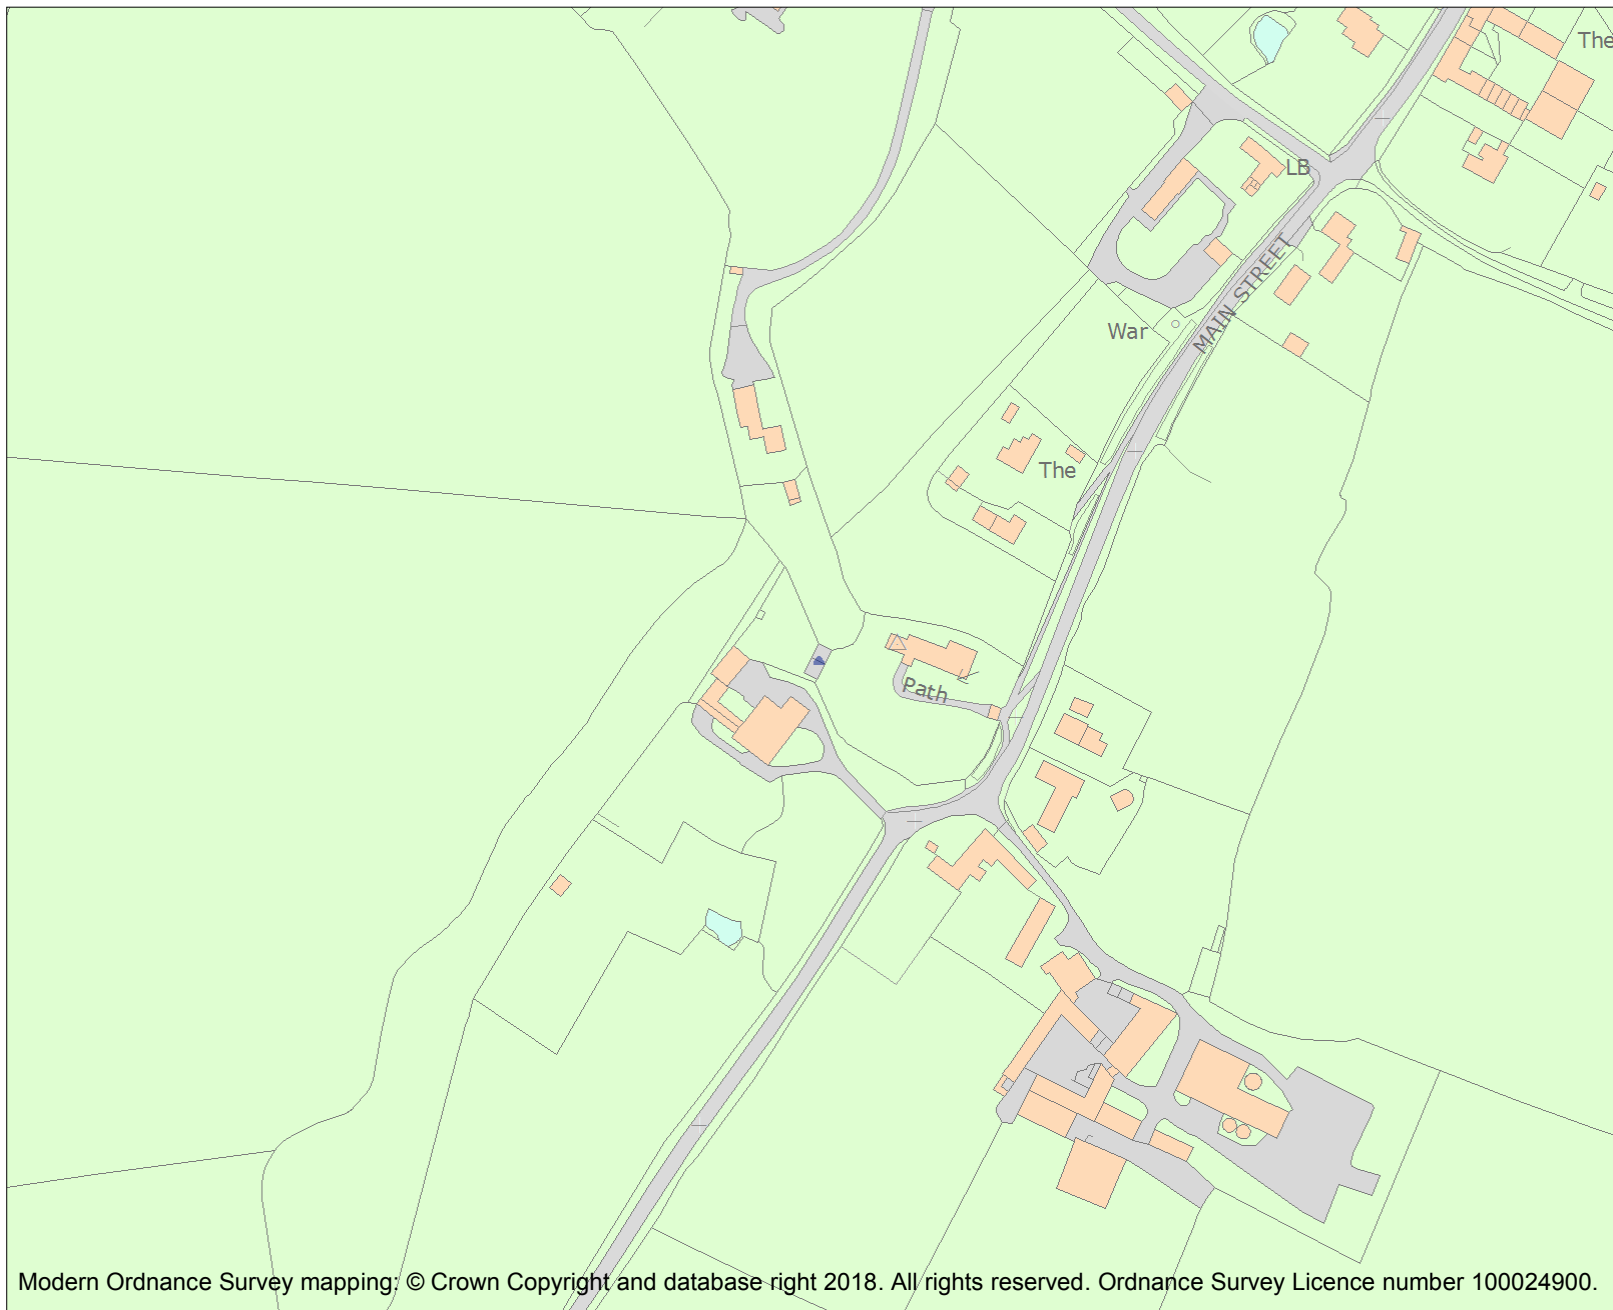 The
LB
MAIN STREET
War
The
Path
Modern Ordnance Survey mapping: © Crown Copyright and database right 2018. All rights reserved. Ordnance Survey Licence number 100024900.